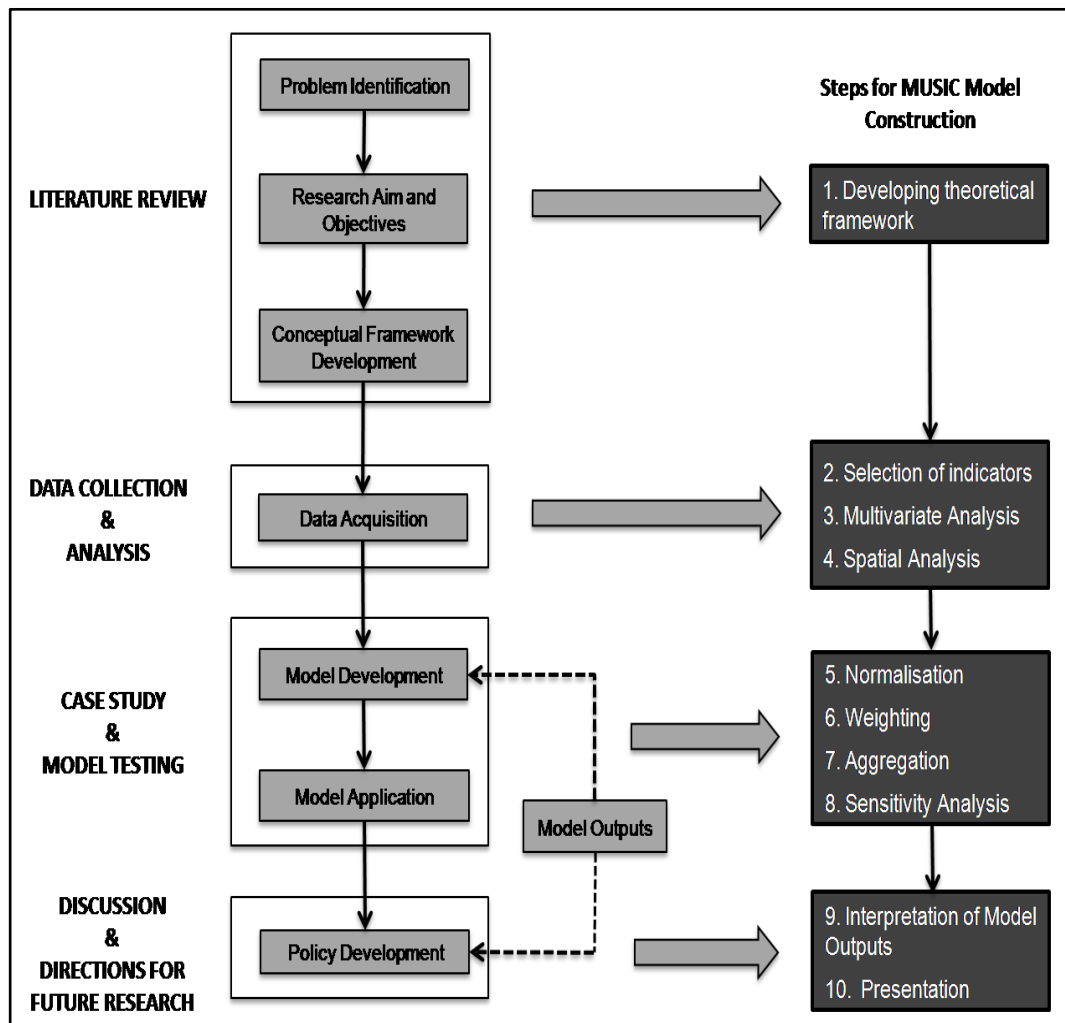 Problem Identification
Steps for MUSIC Model
Construction
LITERATURE REVIEW
Research Aim and
Objectives
1. Developing theoretical
framework
Conceptual Framework
Development
DATA COLLECTION
&
ANALYSIS
Data Acquisition
2. Selection of indicators
3. Multivariate Analysis
4. Spatial Analysis
CASE STUDY
&
MODEL TESTING
Model Development
Model Application
Model Outputs
5. Normalisation
6. Weighting
7. Aggregation
8. Sensitivity Analysis
DISCUSSION
&
DIRECTIONS FOR
FUTURE RESEARCH
Policy Development
9. Interpretation of Model
Outputs
10. Presentation